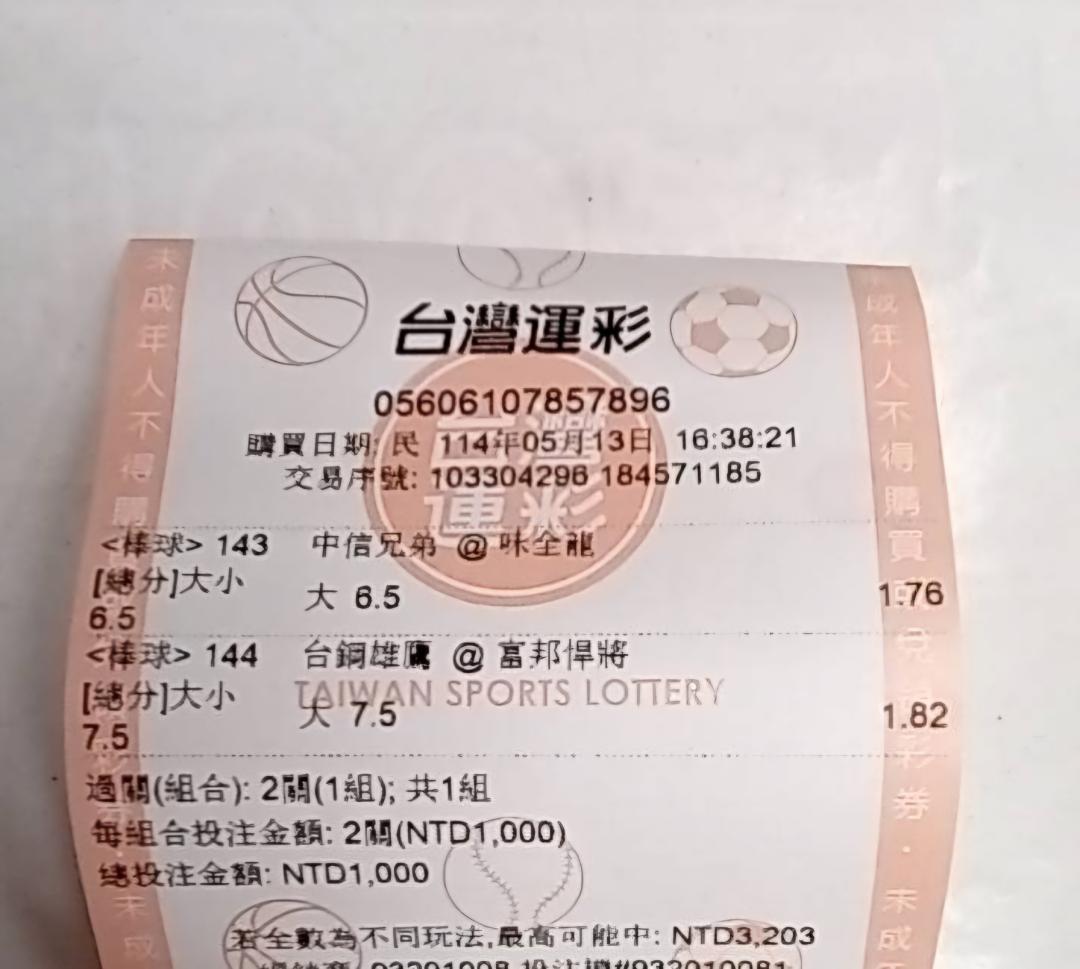 台灣運彩
05606107857896
購買日期: 民 114年05月13日 16:38:21
交易序號: 103304296 184571185
<棒球> 143 中信兄弟 @ 味全龍
[總分]大小 大 6.5 1.76
6.5
<棒球> 144 台鋼雄鷹 @ 富邦悍將
TAIWAN SPORTS LOTTERY
[總分]大小 大 7.5 1.82
7.5
過關(組合): 2關(1組); 共1組
每組合投注金額: 2關(NTD1,000)
總投注金額: NTD1,000
若全數為不同玩法,最高可能中: NTD3,203
未成年人不得購
未成
成年人不得購買
兌
彩券.未成